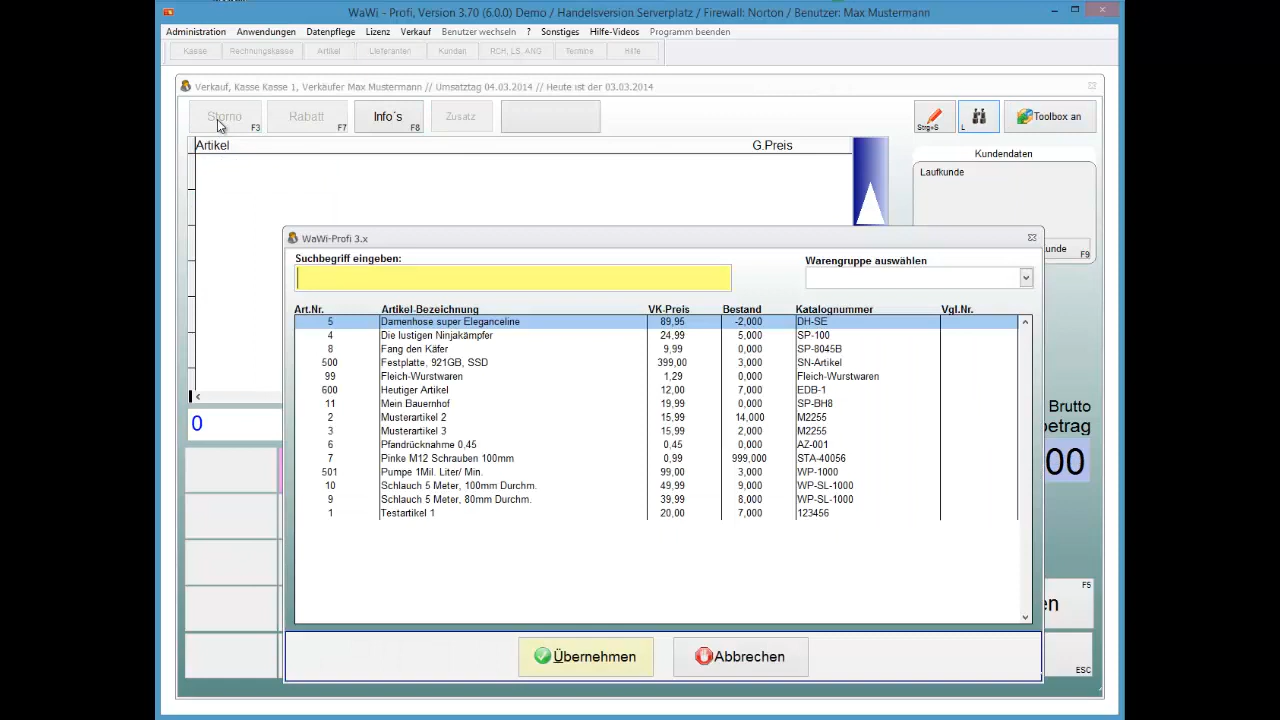 WaWi - Profi, Version 3.70 (6.0.0) Demo / Handelsversion Serverplatz / Firewall: Norton / Benutzer: Max Mustermann
Administration Anwendungen Datenpflege Lizenz Verkauf Benutzer wechseln ? Sonstiges Hilfe-Videos Programm beenden
Kasse Rechnungskasse Artikel Lieferanten Kunden RCH, LS, ANG Termine Hilfe
Verkauf, Kasse Kasse 1, Verkäufer Max Mustermann // Umsatztag 04.03.2014 // Heute ist der 03.03.2014
Storno F3 Rabatt F7 Info´s F8 Zusatz Strg+S L Toolbox an
Artikel G.Preis Kundendaten
Laufkunde
WaWi-Profi 3.x
unde F9
Suchbegriff eingeben: Warengruppe auswählen
Art.Nr. Artikel-Bezeichnung VK-Preis Bestand Katalognummer Vgl.Nr.
5 Damenhose super Eleganceline 89,95 -2,000 DH-SE
4 Die lustigen Ninjakämpfer 24,99 5,000 SP-100
8 Fang den Käfer 9,99 0,000 SP-8045B
500 Festplatte, 921GB, SSD 399,00 3,000 SN-Artikel
99 Fleich-Wurstwaren 1,29 0,000 Fleich-Wurstwaren
600 Heutiger Artikel 12,00 7,000 EDB-1
11 Mein Bauernhof 19,99 0,000 SP-BH8
2 Musterartikel 2 15,99 14,000 M2255
3 Musterartikel 3 15,99 2,000 M2255
6 Pfandrücknahme 0,45 0,45 0,000 AZ-001
7 Pinke M12 Schrauben 100mm 0,99 999,000 STA-40056
501 Pumpe 1Mil. Liter/ Min. 99,00 3,000 WP-1000
10 Schlauch 5 Meter, 100mm Durchm. 49,99 9,000 WP-SL-1000
9 Schlauch 5 Meter, 80mm Durchm. 39,99 8,000 WP-SL-1000
1 Testartikel 1 20,00 7,000 123456
0
Brutto
etrag
00
F5
en
Übernehmen Abbrechen
ESC